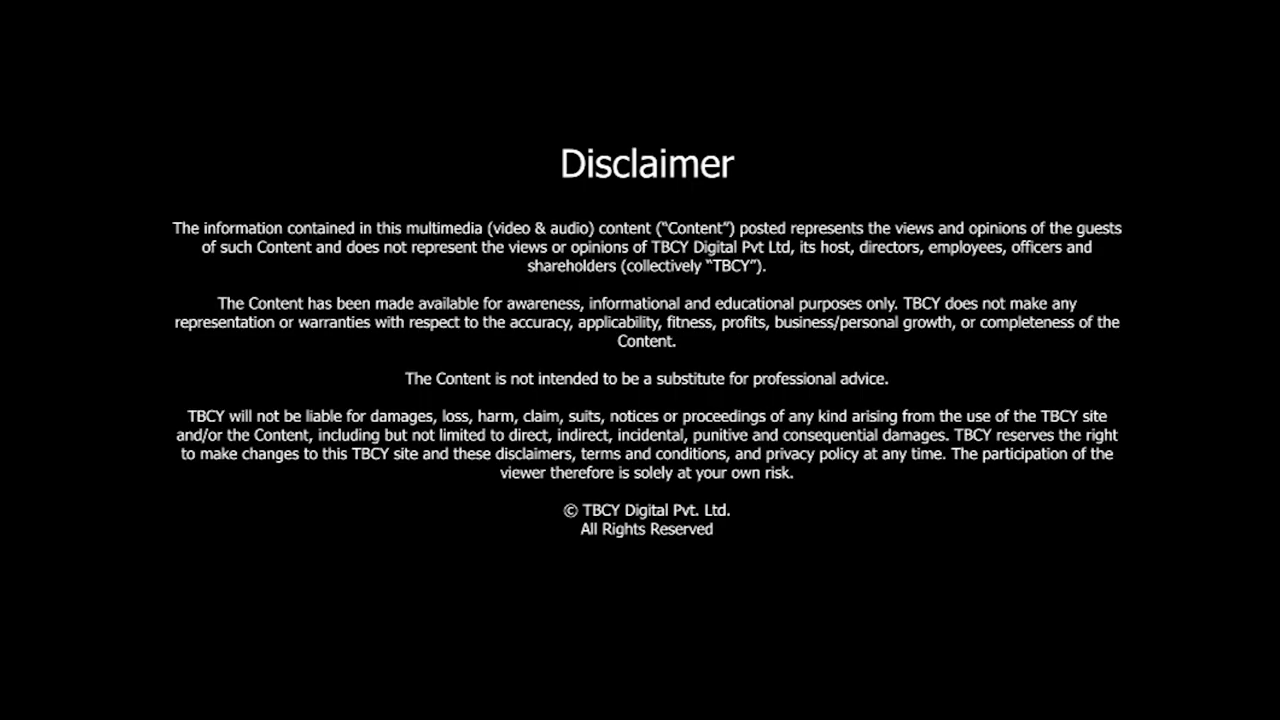 Disclaimer
The information contained in this multimedia (video & audio) content (“Content”) posted represents the views and opinions of the guests
of such Content and does not represent the views or opinions of TBCY Digital Pvt Ltd, its host, directors, employees, officers and
shareholders (collectively “TBCY”).
The Content has been made available for awareness, informational and educational purposes only. TBCY does not make any
representation or warranties with respect to the accuracy, applicability, fitness, profits, business/personal growth, or completeness of the
Content.
The Content is not intended to be a substitute for professional advice.
TBCY will not be liable for damages, loss, harm, claim, suits, notices or proceedings of any kind arising from the use of the TBCY site
and/or the Content, including but not limited to direct, indirect, incidental, punitive and consequential damages. TBCY reserves the right
to make changes to this TBCY site and these disclaimers, terms and conditions, and privacy policy at any time. The participation of the
viewer therefore is solely at your own risk.
© TBCY Digital Pvt. Ltd.
All Rights Reserved